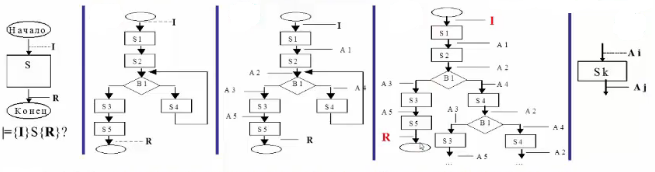 Начало
I
S
R
Конец
|={I}S{R}?
I
S1
S2
B1
S3
S4
S5
R
I
S1
A1
S2
A2
B1
A3
A4
S3
S4
A5
S5
R
I
S1
A1
S2
A2
B1
A3
A4
S3
S4
A5
A3
A2
S5
B1
A4
R
S3
S4
A5
A2
...
...
Ai
Sk
Aj